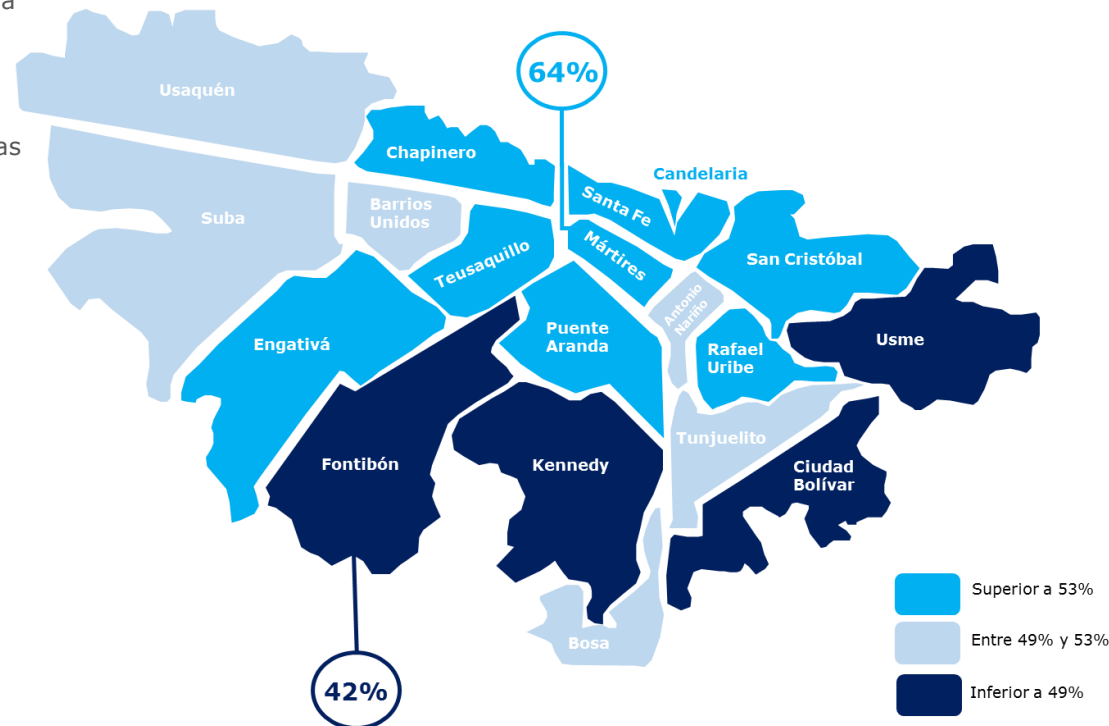 a
as
64%
Usaquén
Chapinero
Candelaria
Santa Fe
Barrios
Unidos
Suba
Mártires
Teusaquillo
San Cristóbal
Antonio
Nariño
Engativá
Puente
Aranda
Rafael
Uribe
Usme
Tunjuelito
Fontibón
Kennedy
Ciudad
Bolívar
Bosa
42%
Superior a 53%
Entre 49% y 53%
Inferior a 49%